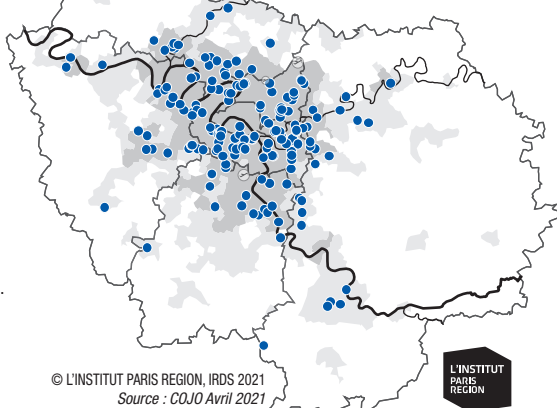 © L'INSTITUT PARIS REGION, IRDS 2021
Source : COJO Avril 2021
L'INSTITUT
PARIS
REGION